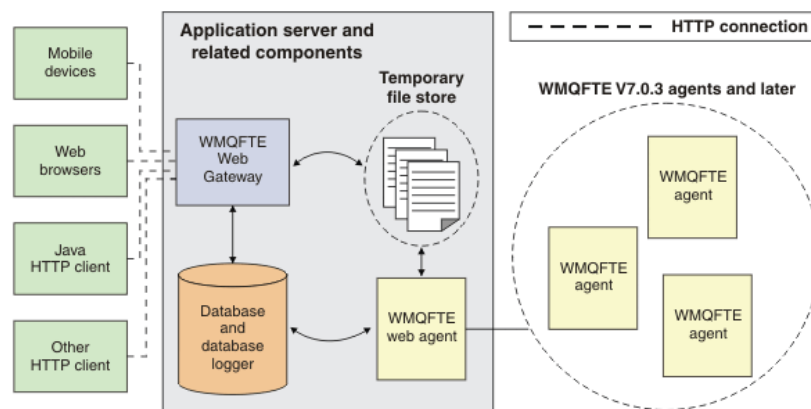 Mobile
devices
Web
browsers
Java
HTTP client
Other
HTTP client
Application server and
related components
WMQFTE
Web
Gateway
Temporary
file store
Database
and
database
logger
WMQFTE
web agent
HTTP connection
WMQFTE V7.0.3 agents and later
WMQFTE
agent
WMQFTE
agent
WMQFTE
agent